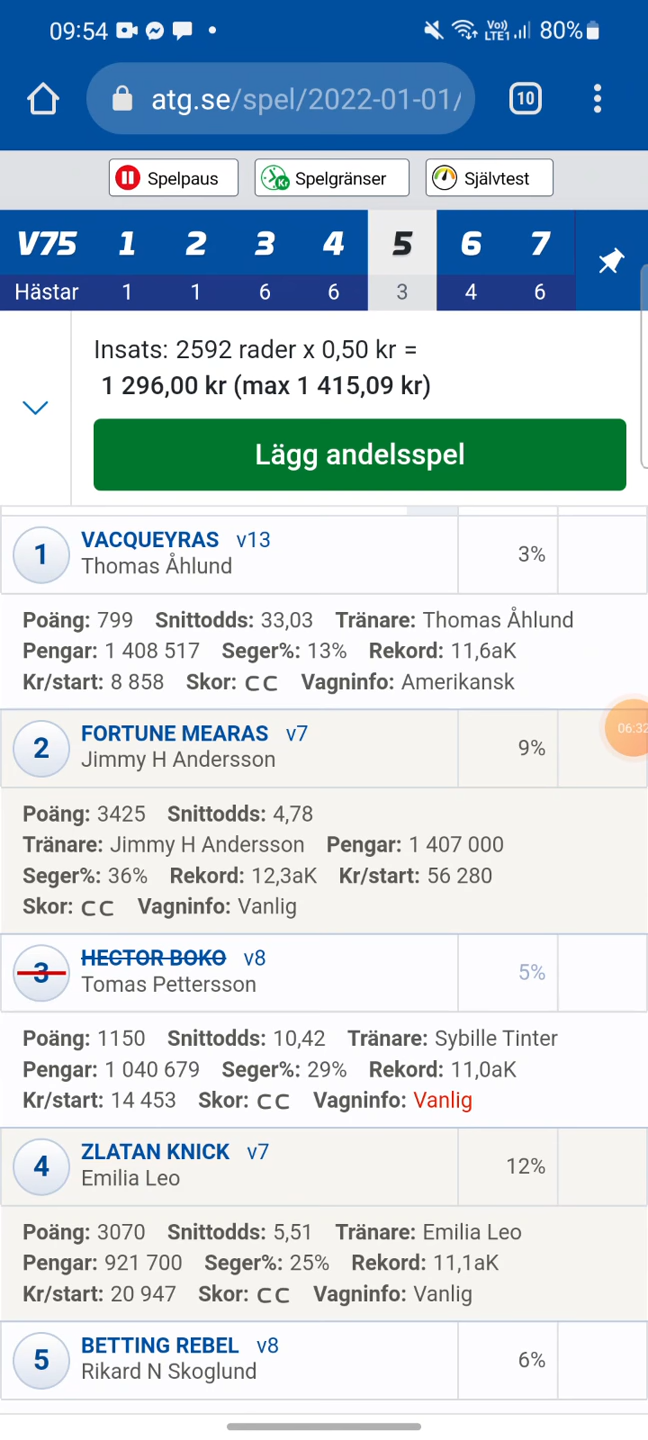 09:54 Vo) LTE1 80%
atg.se/spel/2022-01-01/ 10
Spelpaus Spelgränser Självtest
V75 1 2 3 4 5 6 7
Hästar 1 1 6 6 3 4 6
Insats: 2592 rader x 0,50 kr =
1 296,00 kr (max 1 415,09 kr)
Lägg andelsspel
1 VACQUEYRAS v13 3%
Thomas Åhlund
Poäng: 799 Snittodds: 33,03 Tränare: Thomas Åhlund
Pengar: 1 408 517 Seger%: 13% Rekord: 11,6aK
Kr/start: 8 858 Skor: C C Vagninfo: Amerikansk
2 FORTUNE MEARAS v7 9%
Jimmy H Andersson
06:32
Poäng: 3425 Snittodds: 4,78
Tränare: Jimmy H Andersson Pengar: 1 407 000
Seger%: 36% Rekord: 12,3aK Kr/start: 56 280
Skor: C C Vagninfo: Vanlig
3 HECTOR BOKO v8 5%
Tomas Pettersson
Poäng: 1150 Snittodds: 10,42 Tränare: Sybille Tinter
Pengar: 1 040 679 Seger%: 29% Rekord: 11,0aK
Kr/start: 14 453 Skor: C C Vagninfo: Vanlig
4 ZLATAN KNICK v7 12%
Emilia Leo
Poäng: 3070 Snittodds: 5,51 Tränare: Emilia Leo
Pengar: 921 700 Seger%: 25% Rekord: 11,1aK
Kr/start: 20 947 Skor: C C Vagninfo: Vanlig
5 BETTING REBEL v8 6%
Rikard N Skoglund